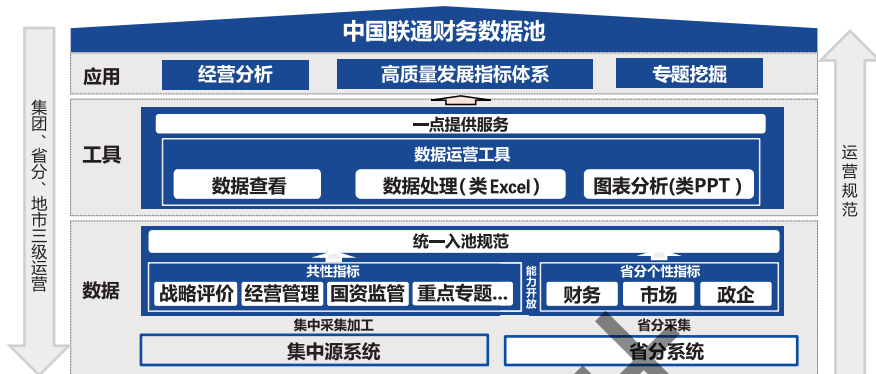 中国联通财务数据池
应用
经营分析
高质量发展指标体系
专题挖掘
集团、省分、地市三级运营
工具
一点提供服务
数据运营工具
数据查看
数据处理(类Excel)
图表分析(类PPT)
运营规范
数据
统一入池规范
共性指标
战略评价
经营管理
国资监管
重点专题...
能力开放
省分个性指标
财务
市场
政企
集中采集加工
省分采集
集中源系统
省分系统